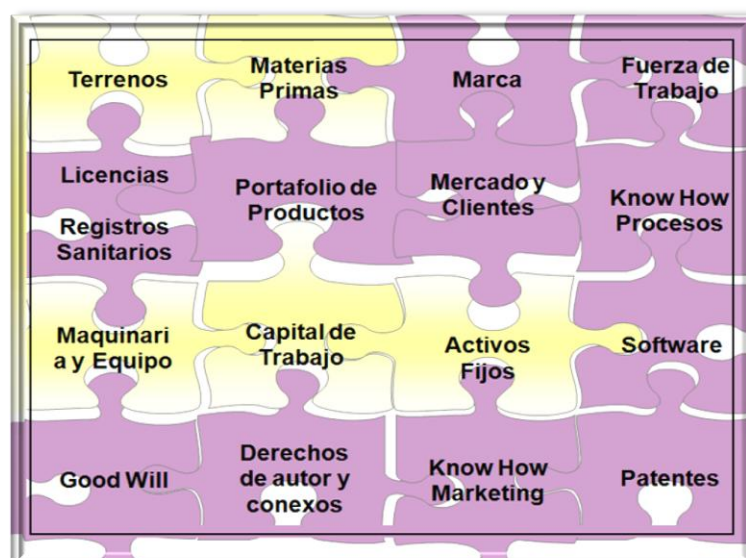 Terrenos
Materias
Primas
Marca
Fuerza de
Trabajo
Licencias
Registros
Sanitarios
Portafolio de
Productos
Mercado y
Clientes
Know How
Procesos
Maquinari
a y Equipo
Capital de
Trabajo
Activos
Fijos
Software
Good Will
Derechos
de autor y
conexos
Know How
Marketing
Patentes